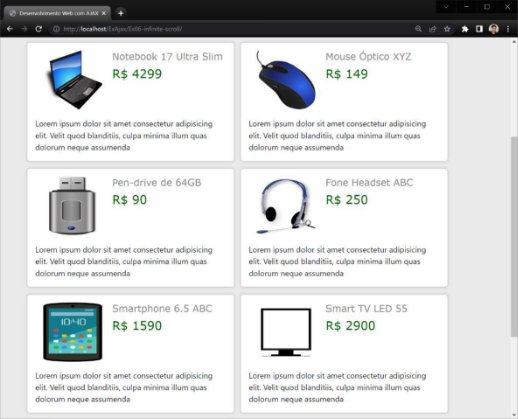 Desenvolvimento Web com AJAX
http://localhost/ExAjax/Ex06-infinite-scroll/
Notebook 17 Ultra Slim
R$ 4299
Lorem ipsum dolor sit amet consectetur adipisicing
elit. Velit quod blanditiis, culpa minima illum quas
dolorum neque assumenda
Mouse Óptico XYZ
R$ 149
Lorem ipsum dolor sit amet consectetur adipisicing
elit. Velit quod blanditiis, culpa minima illum quas
dolorum neque assumenda
Pen-drive de 64GB
R$ 90
Lorem ipsum dolor sit amet consectetur adipisicing
elit. Velit quod blanditiis, culpa minima illum quas
dolorum neque assumenda
Fone Headset ABC
R$ 250
Lorem ipsum dolor sit amet consectetur adipisicing
elit. Velit quod blanditiis, culpa minima illum quas
dolorum neque assumenda
10:40
Smartphone 6.5 ABC
R$ 1590
Lorem ipsum dolor sit amet consectetur adipisicing
elit. Velit quod blanditiis, culpa minima illum quas
dolorum neque assumenda
Smart TV LED 55
R$ 2900
Lorem ipsum dolor sit amet consectetur adipisicing
elit. Velit quod blanditiis, culpa minima illum quas
dolorum neque assumenda